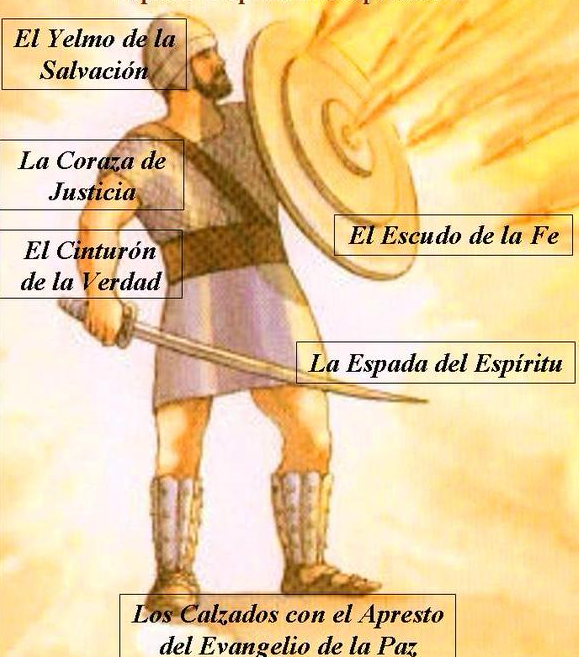 El Yelmo de la
Salvación
La Coraza de
Justicia
El Escudo de la Fe
El Cinturón
de la Verdad
La Espada del Espíritu
Los Calzados con el Apresto
del Evangelio de la Paz